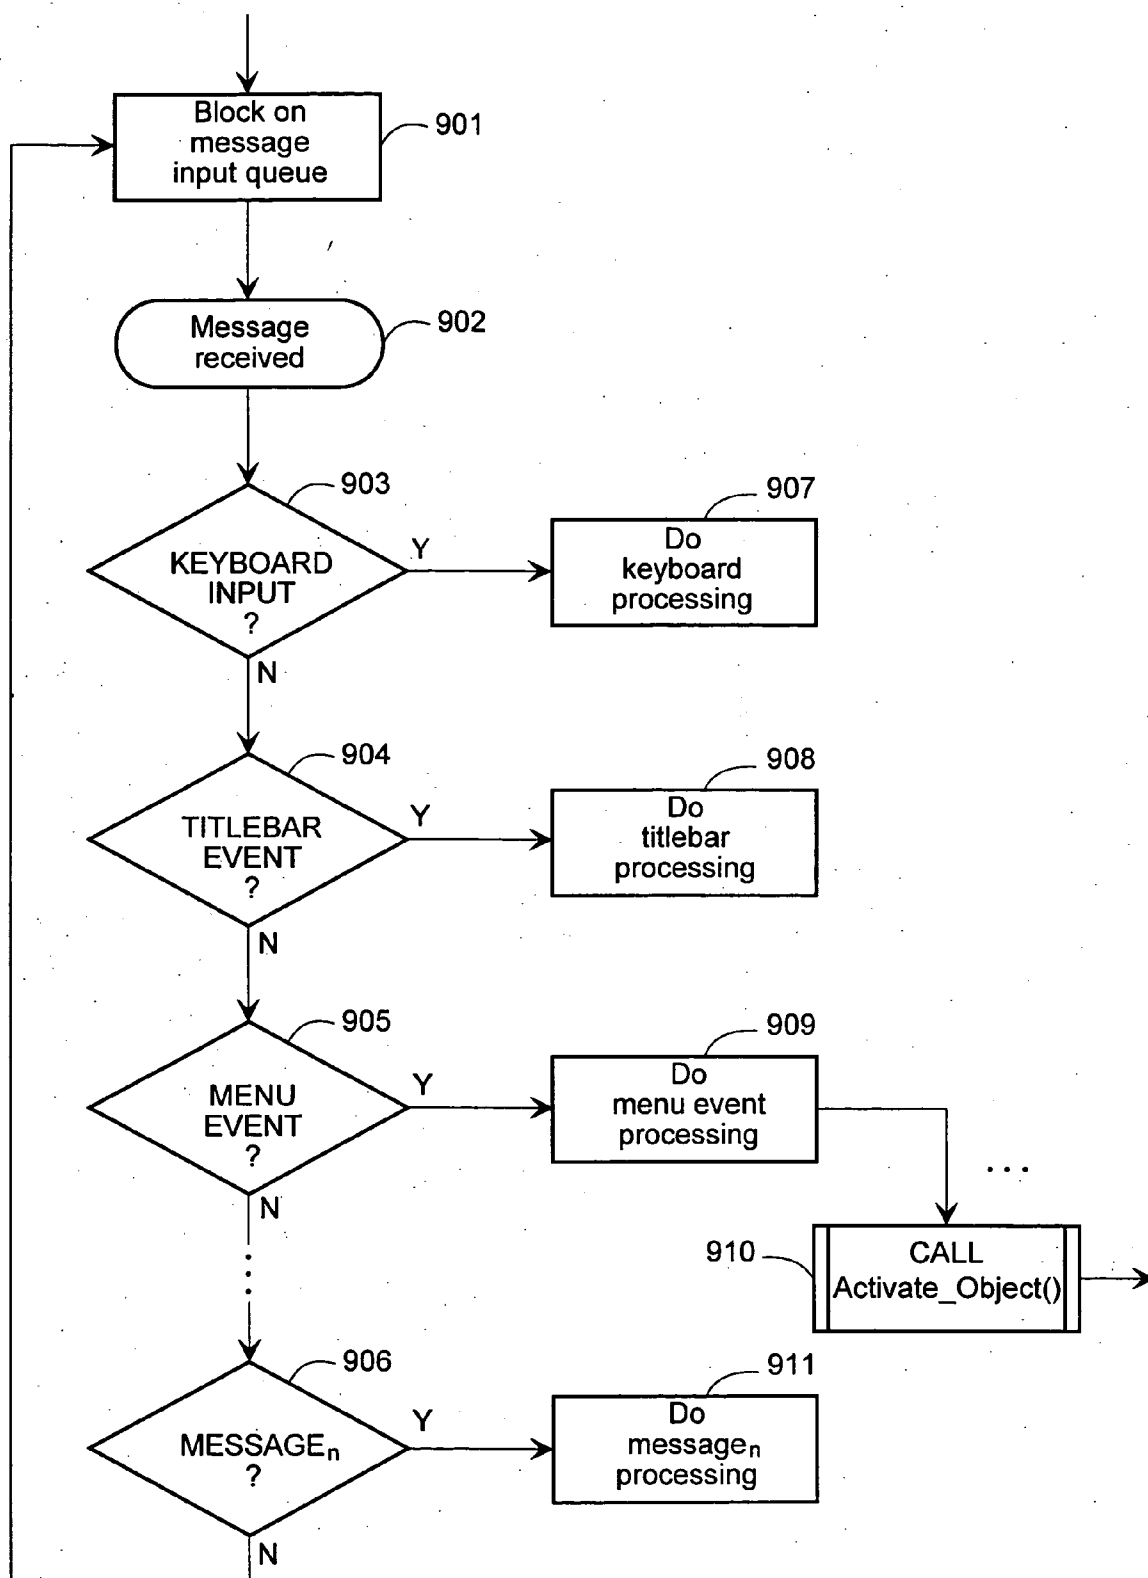 Block on
message
input queue
901
Message
received
902
903
KEYBOARD
INPUT
?
Y
N
907
Do
keyboard
processing
904
TITLEBAR
EVENT
?
Y
N
908
Do
titlebar
processing
905
MENU
EVENT
?
Y
N
909
Do
menu event
processing
...
910
CALL
Activate_Object()
906
MESSAGEn
?
Y
N
911
Do
messagen
processing